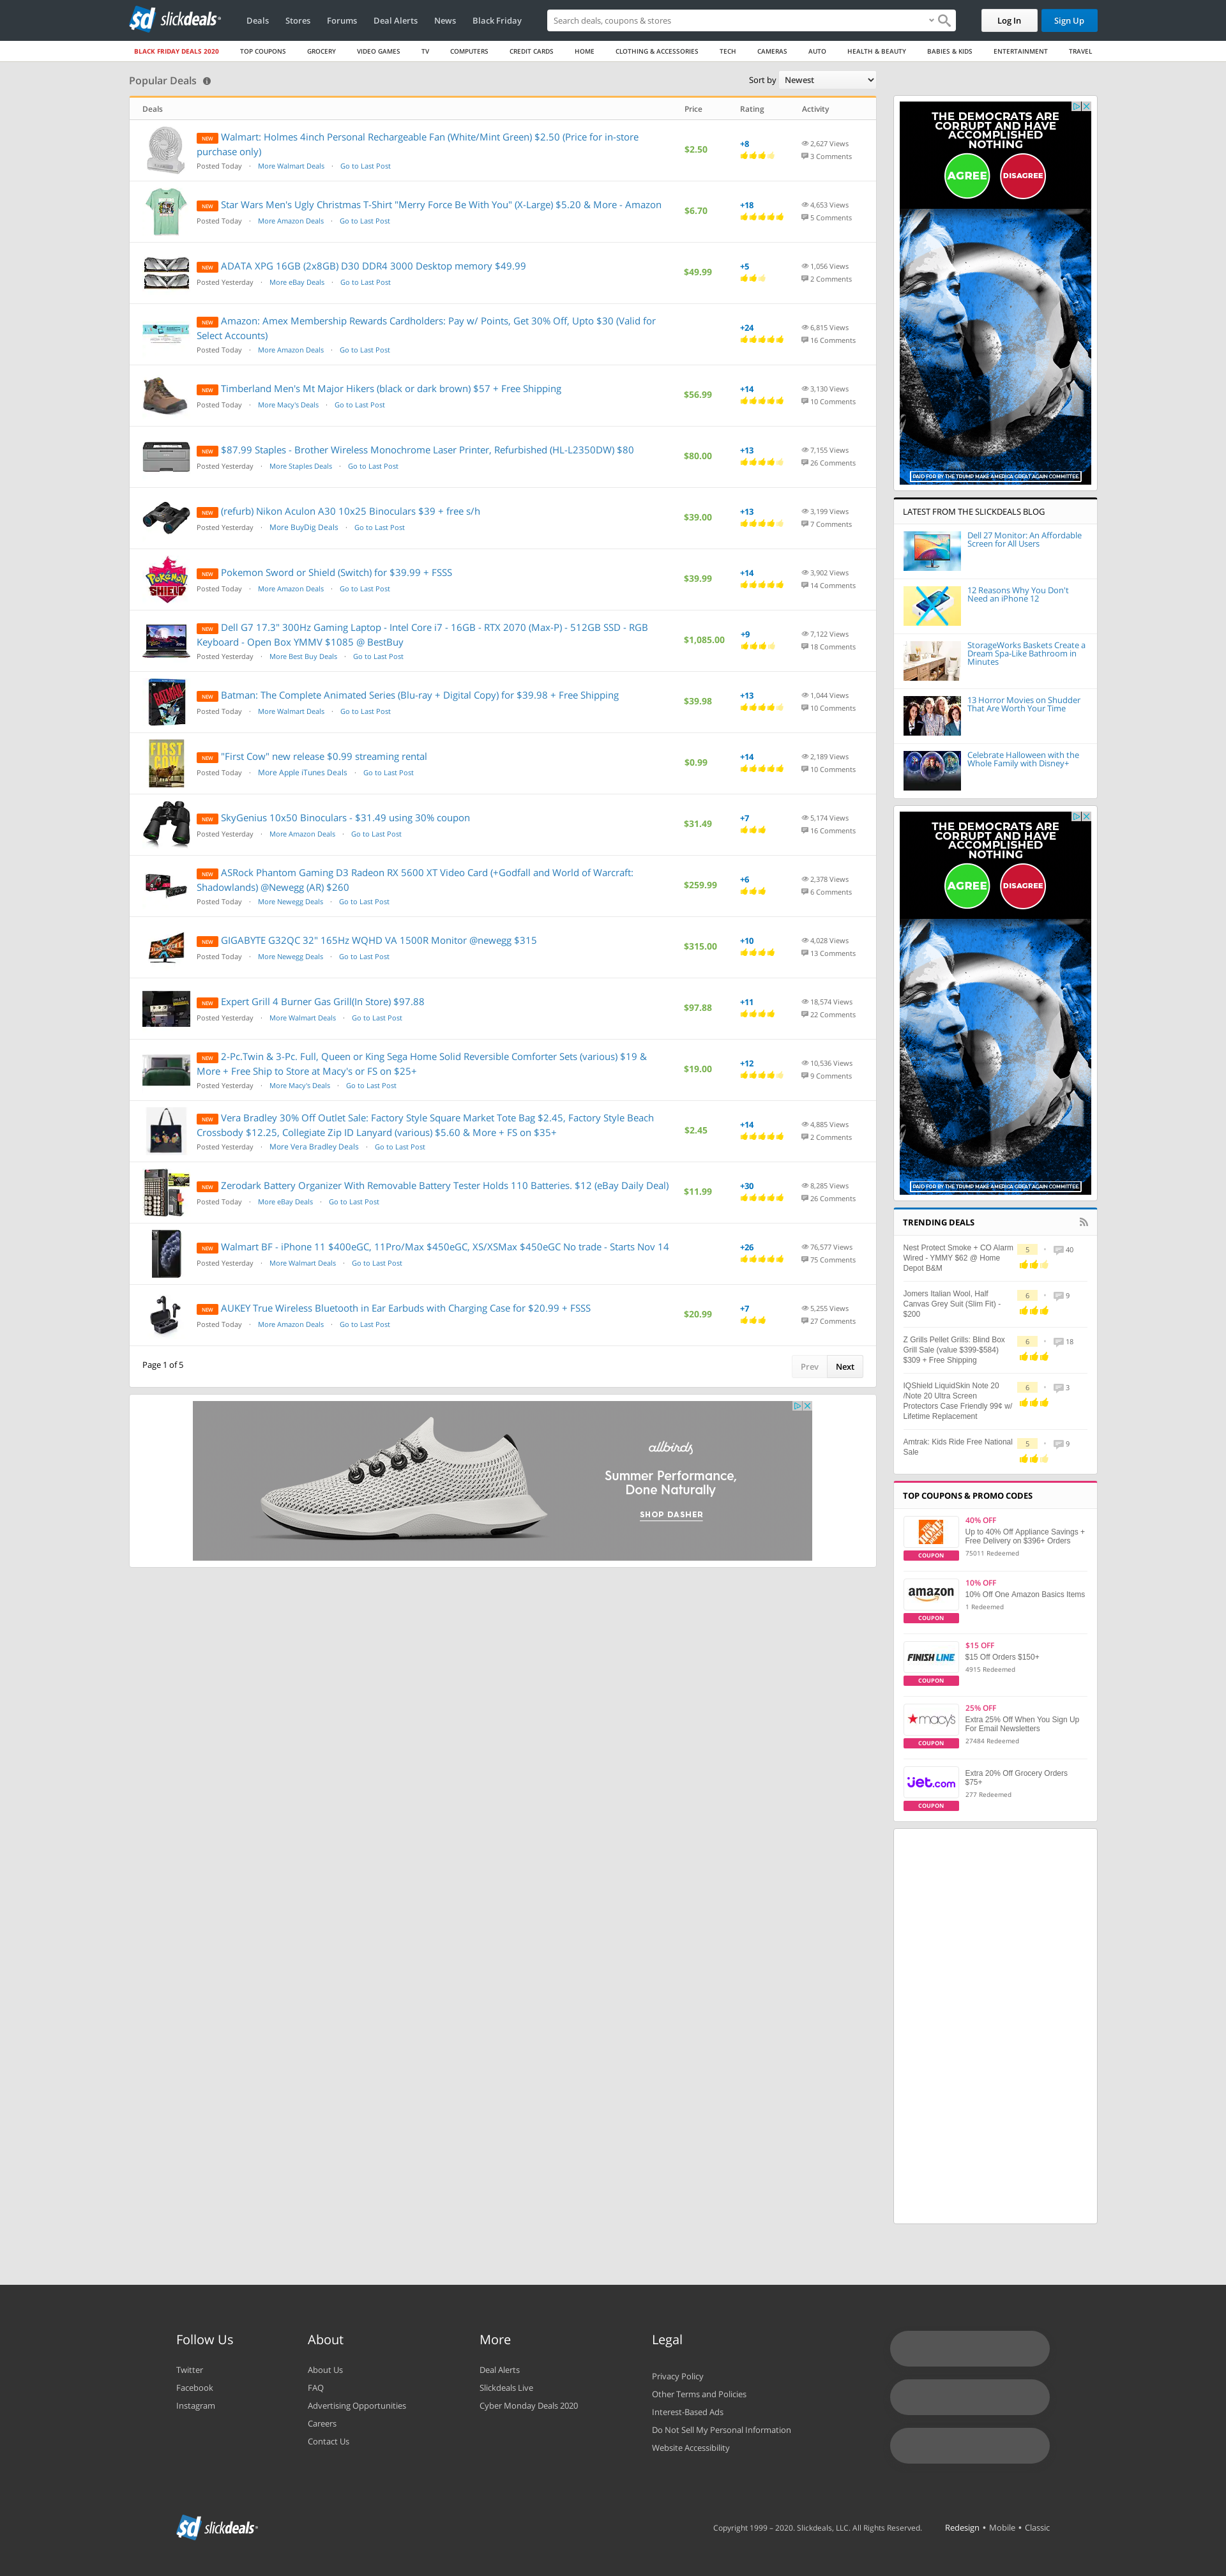 slickdeals
Deals
Stores
Forums
Deal Alerts
News
Black Friday
Search deals, coupons & stores
Log In
Sign Up
BLACK FRIDAY DEALS 2020
TOP COUPONS
GROCERY
VIDEO GAMES
TV
COMPUTERS
CREDIT CARDS
HOME
CLOTHING & ACCESSORIES
TECH
CAMERAS
AUTO
HEALTH & BEAUTY
BABIES & KIDS
ENTERTAINMENT
TRAVEL
Popular Deals
Sort by Newest
Deals Price Rating Activity
NEW Walmart: Holmes 4inch Personal Rechargeable Fan (White/Mint Green) $2.50 (Price for in-store
purchase only)
Posted Today · More Walmart Deals · Go to Last Post
$2.50
+8
2,627 Views
3 Comments
NEW Star Wars Men's Ugly Christmas T-Shirt "Merry Force Be With You" (X-Large) $5.20 & More - Amazon
Posted Today · More Amazon Deals · Go to Last Post
$6.70
+18
4,653 Views
5 Comments
NEW ADATA XPG 16GB (2x8GB) D30 DDR4 3000 Desktop memory $49.99
Posted Yesterday · More eBay Deals · Go to Last Post
$49.99
+5
1,056 Views
2 Comments
NEW Amazon: Amex Membership Rewards Cardholders: Pay w/ Points, Get 30% Off, Upto $30 (Valid for
Select Accounts)
Posted Today · More Amazon Deals · Go to Last Post
+24
6,815 Views
16 Comments
NEW Timberland Men's Mt Major Hikers (black or dark brown) $57 + Free Shipping
Posted Today · More Macy's Deals · Go to Last Post
$56.99
+14
3,130 Views
10 Comments
NEW $87.99 Staples - Brother Wireless Monochrome Laser Printer, Refurbished (HL-L2350DW) $80
Posted Yesterday · More Staples Deals · Go to Last Post
$80.00
+13
7,155 Views
26 Comments
NEW (refurb) Nikon Aculon A30 10x25 Binoculars $39 + free s/h
Posted Yesterday · More BuyDig Deals · Go to Last Post
$39.00
+13
3,199 Views
7 Comments
NEW Pokemon Sword or Shield (Switch) for $39.99 + FSSS
Posted Today · More Amazon Deals · Go to Last Post
$39.99
+14
3,902 Views
14 Comments
NEW Dell G7 17.3" 300Hz Gaming Laptop - Intel Core i7 - 16GB - RTX 2070 (Max-P) - 512GB SSD - RGB
Keyboard - Open Box YMMV $1085 @ BestBuy
Posted Yesterday · More Best Buy Deals · Go to Last Post
$1,085.00
+9
7,122 Views
18 Comments
NEW Batman: The Complete Animated Series (Blu-ray + Digital Copy) for $39.98 + Free Shipping
Posted Today · More Walmart Deals · Go to Last Post
$39.98
+13
1,044 Views
10 Comments
FIRST COW
NEW "First Cow" new release $0.99 streaming rental
Posted Today · More Apple iTunes Deals · Go to Last Post
$0.99
+14
2,189 Views
10 Comments
NEW SkyGenius 10x50 Binoculars - $31.49 using 30% coupon
Posted Yesterday · More Amazon Deals · Go to Last Post
$31.49
+7
5,174 Views
16 Comments
NEW ASRock Phantom Gaming D3 Radeon RX 5600 XT Video Card (+Godfall and World of Warcraft:
Shadowlands) @Newegg (AR) $260
Posted Today · More Newegg Deals · Go to Last Post
$259.99
+6
2,378 Views
6 Comments
NEW GIGABYTE G32QC 32" 165Hz WQHD VA 1500R Monitor @newegg $315
Posted Today · More Newegg Deals · Go to Last Post
$315.00
+10
4,028 Views
13 Comments
NEW Expert Grill 4 Burner Gas Grill(In Store) $97.88
Posted Yesterday · More Walmart Deals · Go to Last Post
$97.88
+11
18,574 Views
22 Comments
NEW 2-Pc.Twin & 3-Pc. Full, Queen or King Sega Home Solid Reversible Comforter Sets (various) $19 &
More + Free Ship to Store at Macy's or FS on $25+
Posted Yesterday · More Macy's Deals · Go to Last Post
$19.00
+12
10,536 Views
9 Comments
NEW Vera Bradley 30% Off Outlet Sale: Factory Style Square Market Tote Bag $2.45, Factory Style Beach
Crossbody $12.25, Collegiate Zip ID Lanyard (various) $5.60 & More + FS on $35+
Posted Yesterday · More Vera Bradley Deals · Go to Last Post
$2.45
+14
4,885 Views
2 Comments
NEW Zerodark Battery Organizer With Removable Battery Tester Holds 110 Batteries. $12 (eBay Daily Deal)
Posted Today · More eBay Deals · Go to Last Post
$11.99
+30
8,285 Views
26 Comments
NEW Walmart BF - iPhone 11 $400eGC, 11Pro/Max $450eGC, XS/XSMax $450eGC No trade - Starts Nov 14
Posted Yesterday · More Walmart Deals · Go to Last Post
+26
76,577 Views
75 Comments
NEW AUKEY True Wireless Bluetooth in Ear Earbuds with Charging Case for $20.99 + FSSS
Posted Today · More Amazon Deals · Go to Last Post
$20.99
+7
5,255 Views
27 Comments
Page 1 of 5
Prev Next
allbirds
Summer Performance,
Done Naturally
SHOP DASHER
THE DEMOCRATS ARE
CORRUPT AND HAVE
ACCOMPLISHED
NOTHING
AGREE DISAGREE
PAID FOR BY THE TRUMP MAKE AMERICA GREAT AGAIN COMMITTEE.
LATEST FROM THE SLICKDEALS BLOG
Dell 27 Monitor: An Affordable
Screen for All Users
12 Reasons Why You Don't
Need an iPhone 12
StorageWorks Baskets Create a
Dream Spa-Like Bathroom in
Minutes
13 Horror Movies on Shudder
That Are Worth Your Time
Celebrate Halloween with the
Whole Family with Disney+
THE DEMOCRATS ARE
CORRUPT AND HAVE
ACCOMPLISHED
NOTHING
AGREE DISAGREE
PAID FOR BY THE TRUMP MAKE AMERICA GREAT AGAIN COMMITTEE.
TRENDING DEALS
Nest Protect Smoke + CO Alarm
Wired - YMMY $62 @ Home
Depot B&M
5 · 40
Jomers Italian Wool, Half
Canvas Grey Suit (Slim Fit) -
$200
6 · 9
Z Grills Pellet Grills: Blind Box
Grill Sale (value $399-$584)
$309 + Free Shipping
6 · 18
IQShield LiquidSkin Note 20
/Note 20 Ultra Screen
Protectors Case Friendly 99¢ w/
Lifetime Replacement
6 · 3
Amtrak: Kids Ride Free National
Sale
5 · 9
TOP COUPONS & PROMO CODES
COUPON
40% OFF
Up to 40% Off Appliance Savings +
Free Delivery on $396+ Orders
75011 Redeemed
amazon
COUPON
10% OFF
10% Off One Amazon Basics Items
1 Redeemed
FINISH LINE
COUPON
$15 OFF
$15 Off Orders $150+
4915 Redeemed
macy's
COUPON
25% OFF
Extra 25% Off When You Sign Up
For Email Newsletters
27484 Redeemed
jet.com
COUPON
Extra 20% Off Grocery Orders
$75+
277 Redeemed
Follow Us
Twitter
Facebook
Instagram
About
About Us
FAQ
Advertising Opportunities
Careers
Contact Us
More
Deal Alerts
Slickdeals Live
Cyber Monday Deals 2020
Legal
Privacy Policy
Other Terms and Policies
Interest-Based Ads
Do Not Sell My Personal Information
Website Accessibility
slickdeals
Copyright 1999 – 2020. Slickdeals, LLC. All Rights Reserved.
Redesign • Mobile • Classic